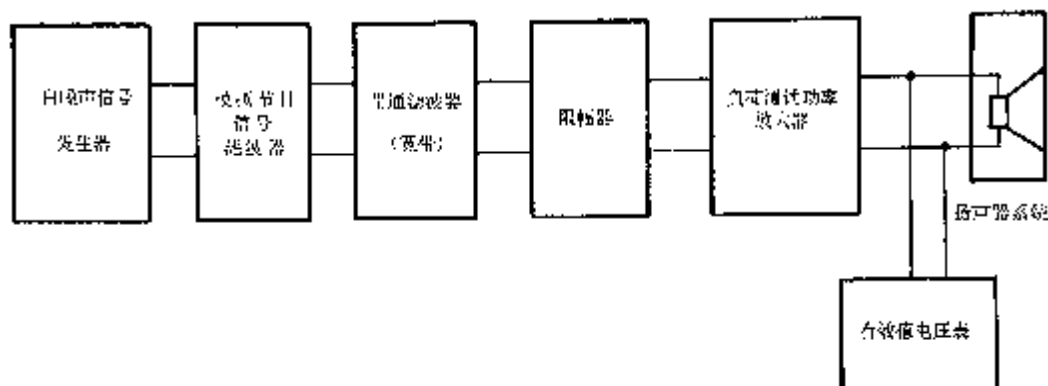 白噪声信号
发生器
模拟节目
信号
滤波器
带通滤波器
(宽带)
限幅器
负荷测试功率
放大器
扬声器系统
有效值电压表